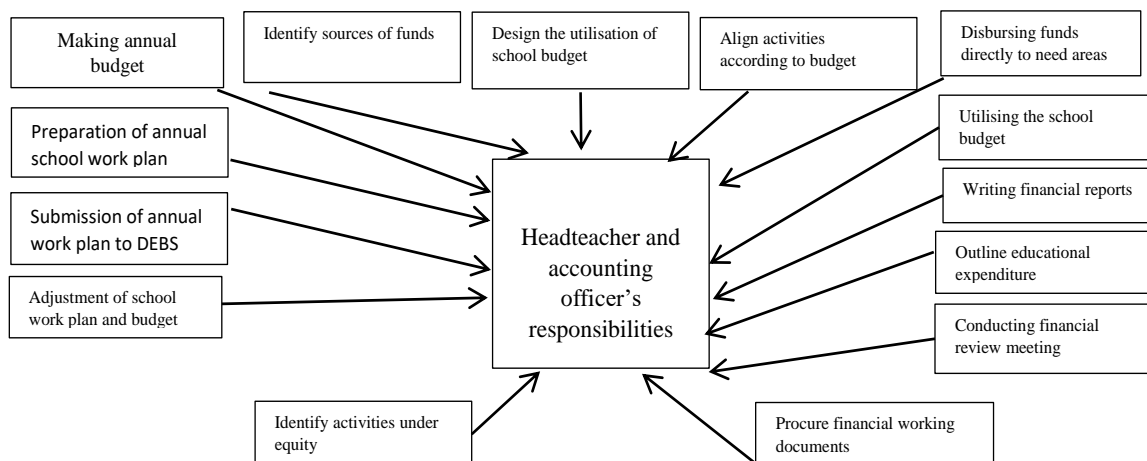 Making annual
budget
Identify sources of funds
Design the utilisation of
school budget
Align activities
according to budget
Disbursing funds
directly to need areas
Preparation of annual
school work plan
Utilising the school
budget
Submission of annual
work plan to DEBS
Writing financial reports
Headteacher and
accounting
officer's
responsibilities
Outline educational
expenditure
Adjustment of school
work plan and budget
Conducting financial
review meeting
Identify activities under
equity
Procure financial working
documents